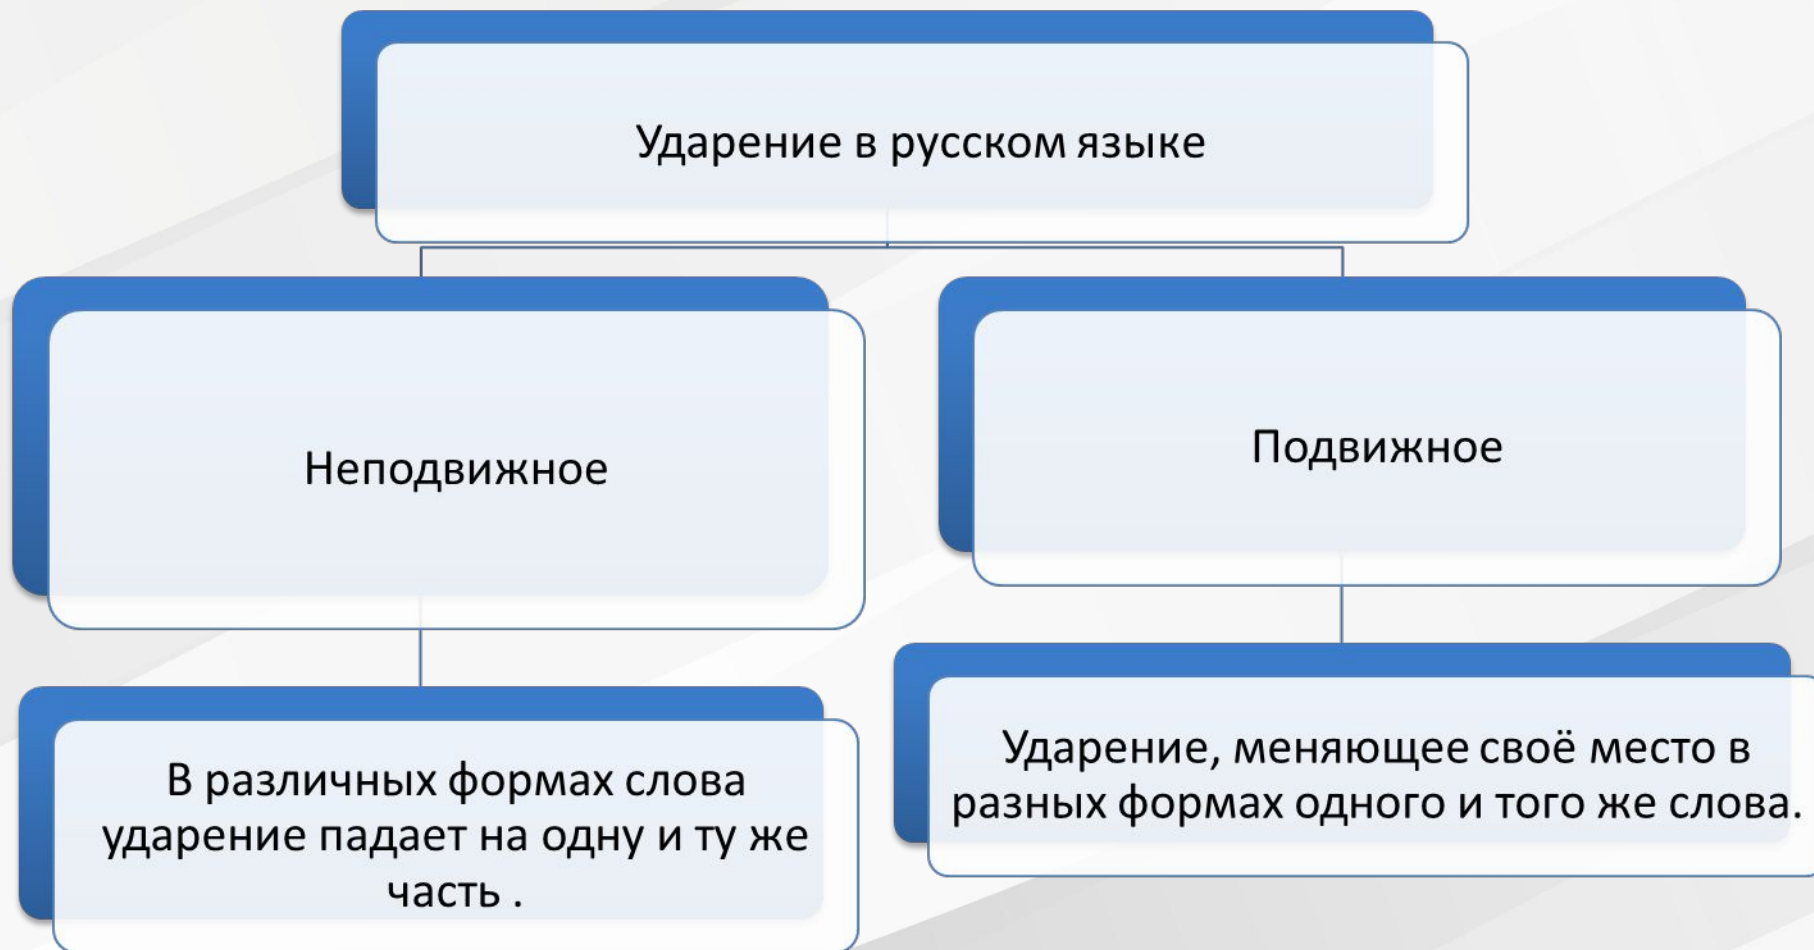 Ударение в русском языке
Неподвижное
Подвижное
В различных формах слова
ударение падает на одну и ту же
часть .
Ударение, меняющее своё место в
разных формах одного и того же слова.